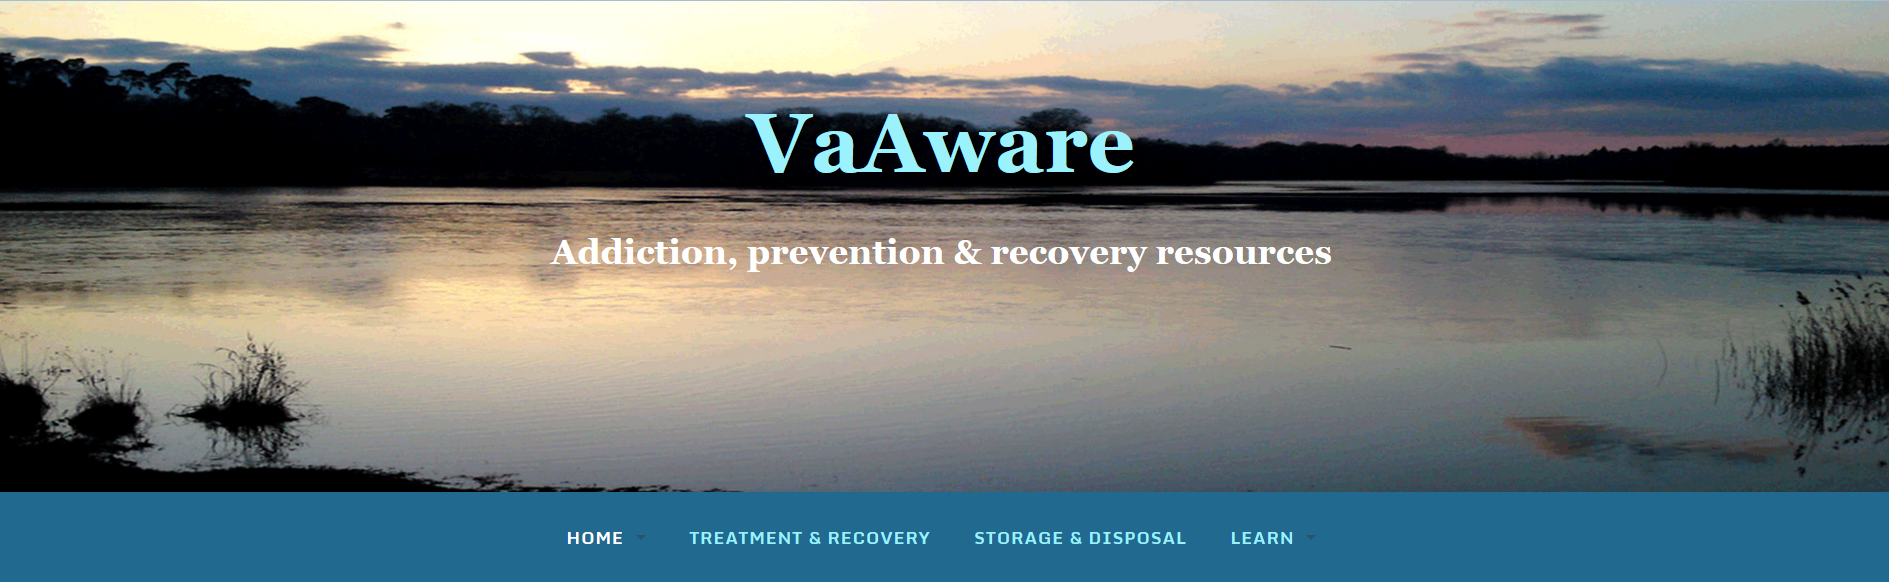 VaAware
Addiction, prevention & recovery resources
HOME TREATMENT & RECOVERY STORAGE & DISPOSAL LEARN